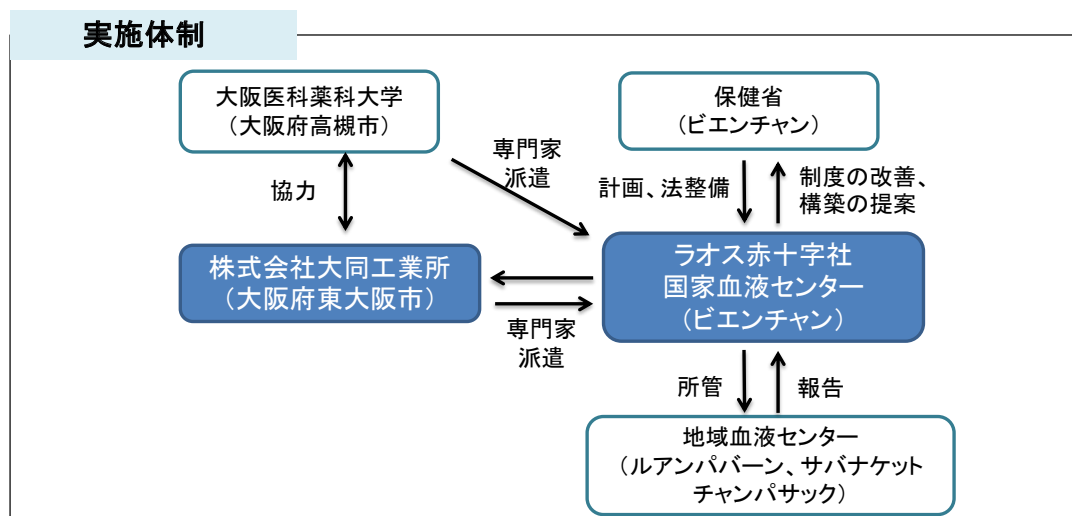 実施体制
大阪医科薬科大学
（大阪府高槻市）
保健省
（ビエンチャン）
専門家
派遣
協力
計画、法整備
制度の改善、
構築の提案
株式会社大同工業所
（大阪府東大阪市）
ラオス赤十字社
国家血液センター
（ビエンチャン）
専門家
派遣
所管
報告
地域血液センター
（ルアンパバーン、サバナケット
チャンパサック）